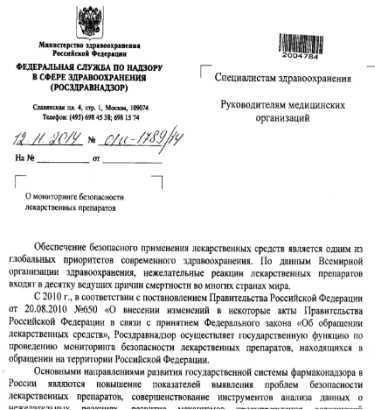 Министерство здравоохранения
Российской Федерации
ФЕДЕРАЛЬНАЯ СЛУЖБА ПО НАДЗОРУ
В СФЕРЕ ЗДРАВООХРАНЕНИЯ
(РОСЗДРАВНАДЗОР)
Славянская пл. 4, стр. 1, Москва, 109074
Телефон: (495) 698 45 38; 698 15 74
12.11.2014 № 01И-1789/14
На № от
2004784
Специалистам здравоохранения
Руководителям медицинских
организаций
О мониторинге безопасности
лекарственных препаратов
Обеспечение безопасного применения лекарственных средств является одним из
глобальных приоритетов современного здравоохранения. По данным Всемирной
организации здравоохранения, нежелательные реакции лекарственных препаратов
входят в десятку ведущих причин смертности во многих странах мира.
С 2010 г., в соответствии с постановлением Правительства Российской Федерации
от 20.08.2010 №650 «О внесении изменений в некоторые акты Правительства
Российской Федерации в связи с принятием Федерального закона «Об обращении
лекарственных средств», Росздравнадзор осуществляет государственную функцию по
проведению мониторинга безопасности лекарственных препаратов, находящихся в
обращении на территории Российской Федерации.
Основными направлениями развития государственной системы фармаконадзора в
России являются повышение показателей выявления проблем безопасности
лекарственных препаратов, совершенствование инструментов анализа данных о